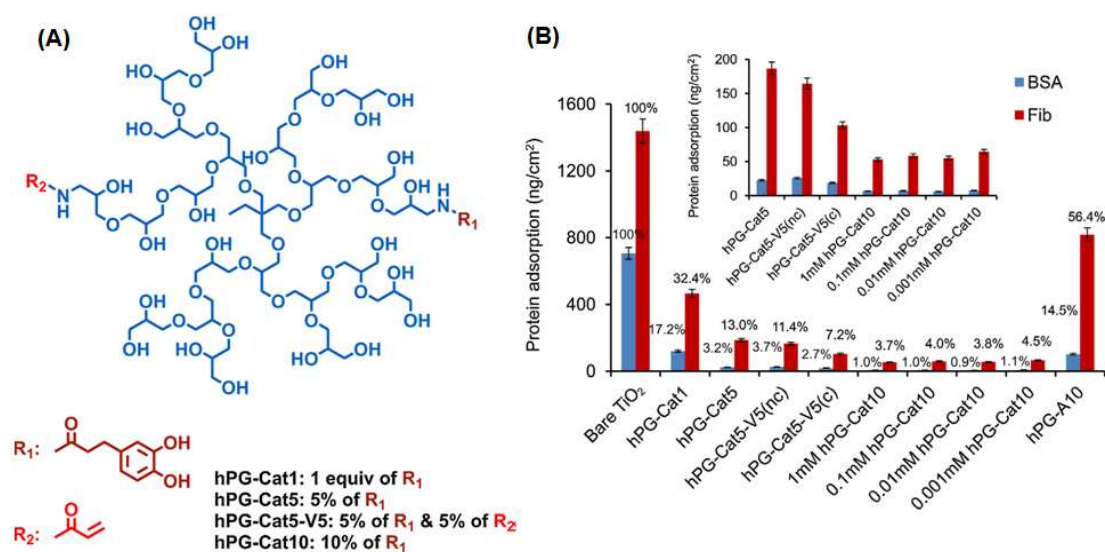 (A)
OH
OH
HO
OH
O
O
OH
O
O
OH
OH
HO
O
O
OH
HO
O
OH
O
O
O
R₂
N
H
OH
O
O
OH
O
O
O
O
OH
H
N
R₁
OH
OH
O
O
OH
OH
O
O
O
O
OH
OH
HO
O
O
O
O
OH
HO
HO
OH
OH
OH
OH
R₁:
O
OH
OH
R₂:
O
hPG-Cat1: 1 equiv of R₁
hPG-Cat5: 5% of R₁
hPG-Cat5-V5: 5% of R₁ & 5% of R₂
hPG-Cat10: 10% of R₁
(B)
Protein adsorption (ng/cm²)
1600
1200
800
400
0
100%
100%
17.2%
32.4%
3.2%
13.0%
3.7%
11.4%
2.7%
7.2%
1.0%
3.7%
1.0%
4.0%
0.9%
3.8%
1.1%
4.5%
14.5%
56.4%
Bare TiO₂
hPG-Cat1
hPG-Cat5
hPG-Cat5-V5(nc)
hPG-Cat5-V5(c)
1mM hPG-Cat10
0.1mM hPG-Cat10
0.01mM hPG-Cat10
0.001mM hPG-Cat10
hPG-A10
Protein adsorption (ng/cm²)
200
150
100
50
0
hPG-Cat5
hPG-Cat5-V5(nc)
hPG-Cat5-V5(c)
1mM hPG-Cat10
0.1mM hPG-Cat10
0.01mM hPG-Cat10
0.001mM hPG-Cat10
BSA
Fib